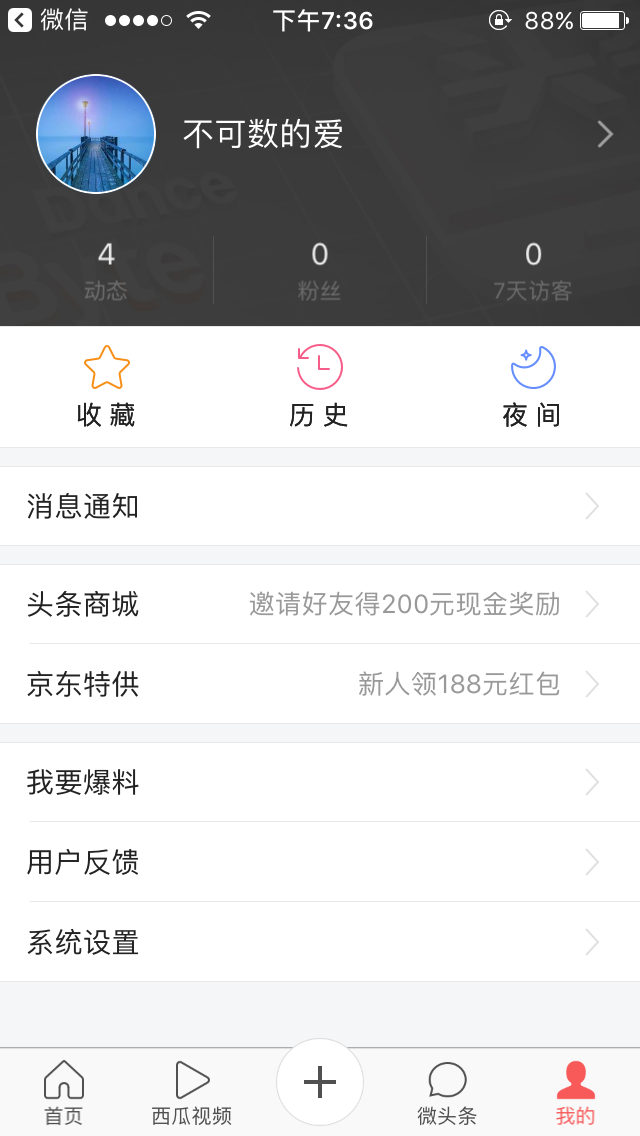 微信 下午7:36 88%
不可数的爱
Dance
Byte
4 0 0
动态 粉丝 7天访客
收藏 历史 夜间
消息通知
头条商城 邀请好友得200元现金奖励
京东特供 新人领188元红包
我要爆料
用户反馈
系统设置
首页 西瓜视频 微头条 我的